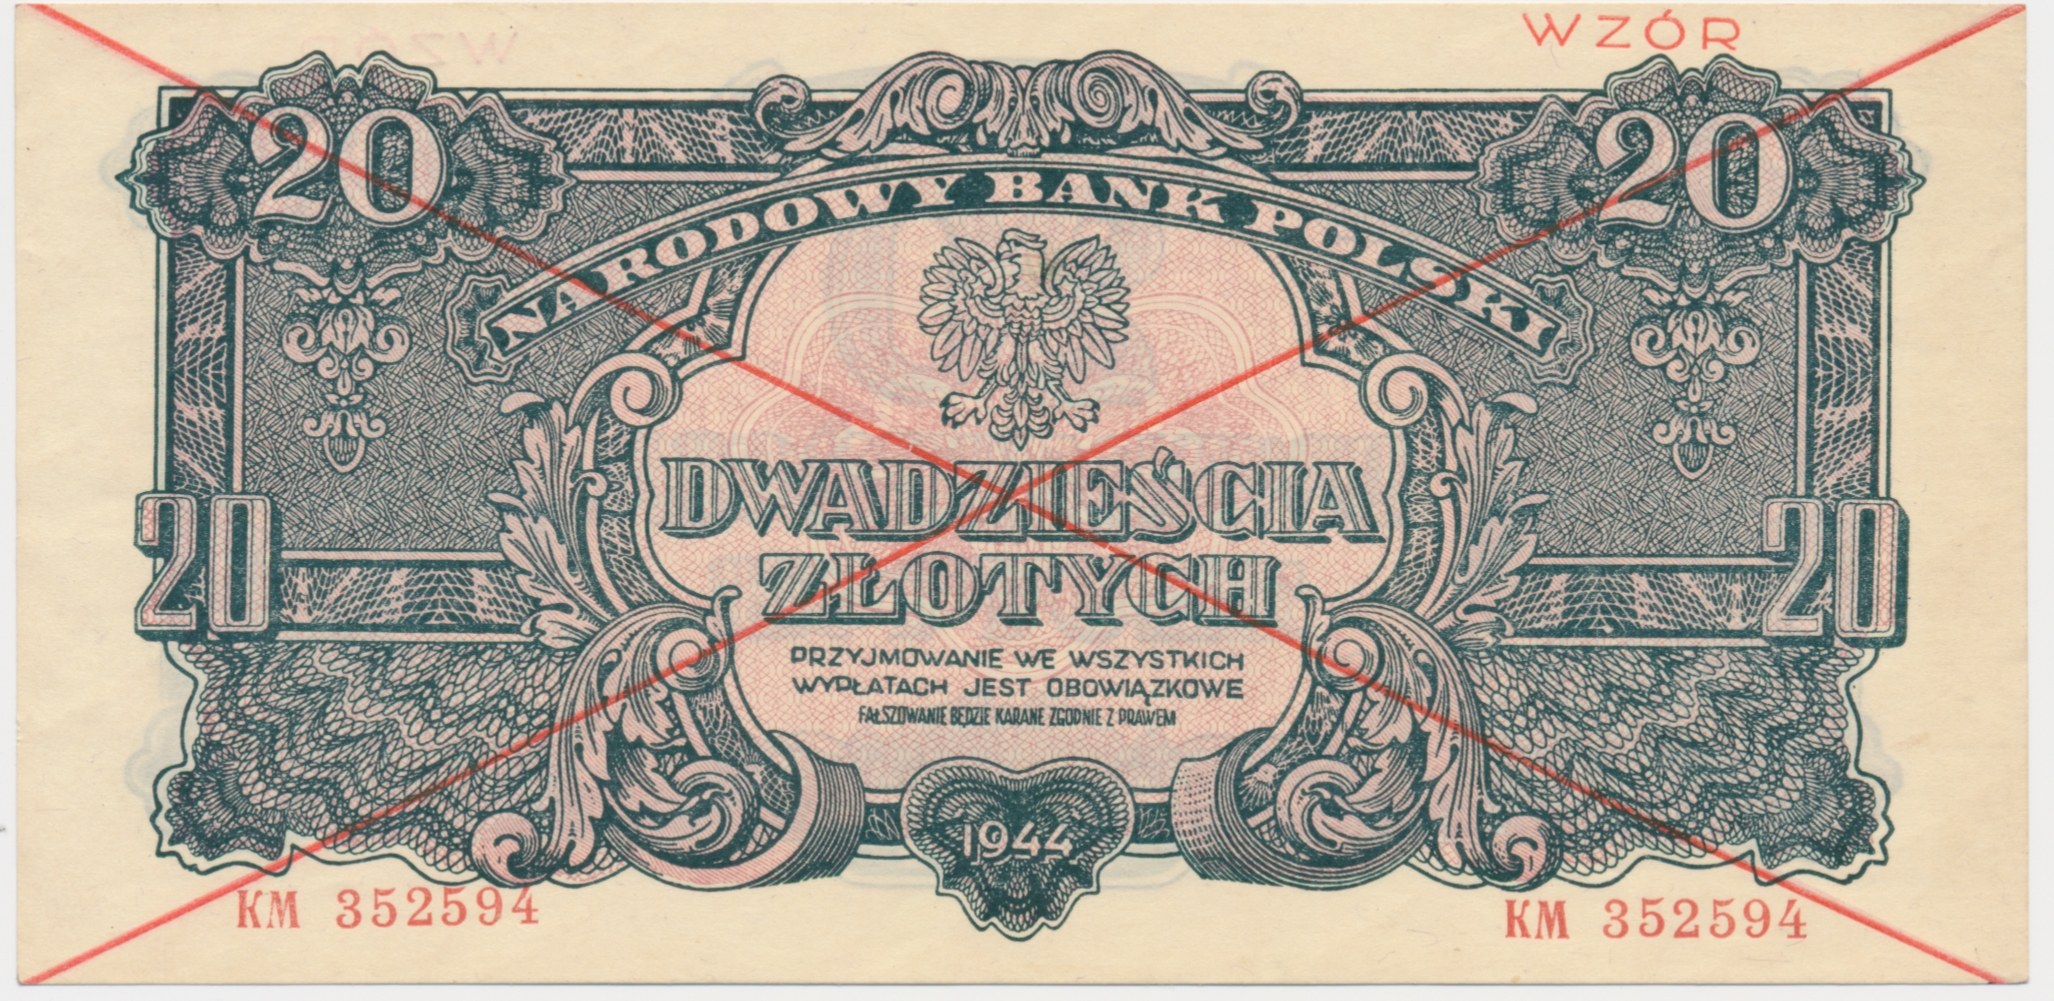 WZÓR
20 20
NARODOWY BANK POLSKI
DWADZIEŚCIA
ZŁOTYCH
20 20
PRZYJMOWANIE WE WSZYSTKICH
WYPŁATACH JEST OBOWIĄZKOWE
FAŁSZOWANIE BĘDZIE KARANE ZGODNIE Z PRAWEM
1944
KM 352594 KM 352594